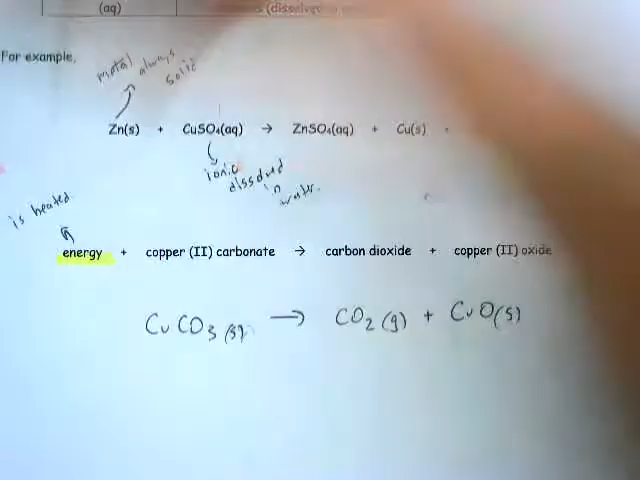 (aq)
(dissolved
For example,
metal always solid
Zn(s) + CuSO4(aq) → ZnSO4(aq) + Cu(s)
ionic
dissolved
in
water.
is heated
energy + copper (II) carbonate → carbon dioxide + copper (II) oxide
CuCO3 (s) → CO2 (g) + CuO(s)